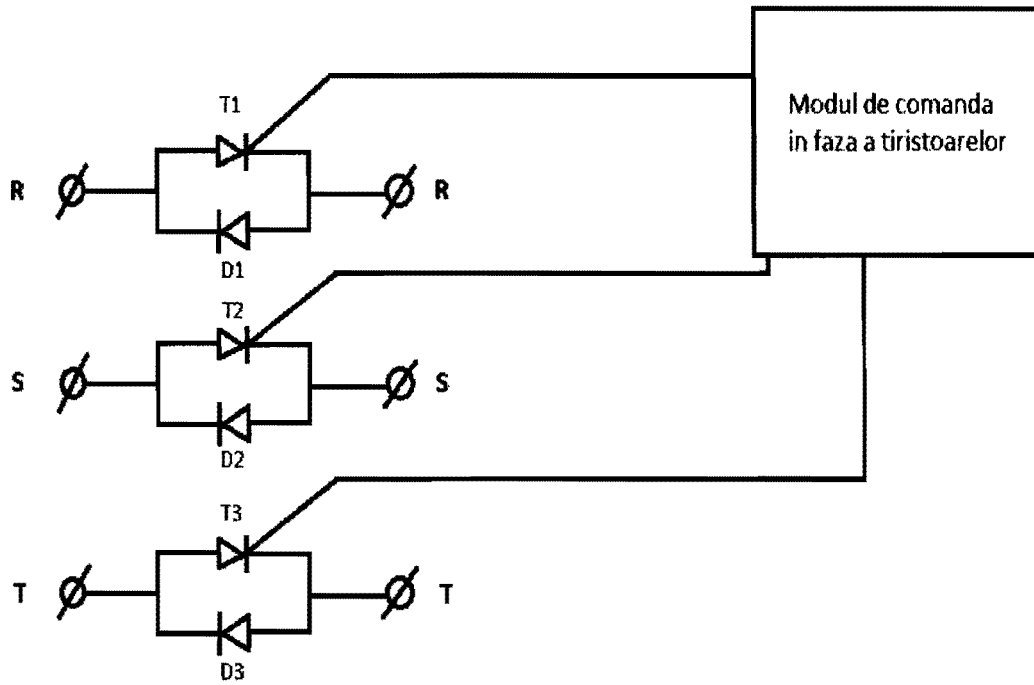 T1
Modul de comanda
in faza a tiristoarelor
R
R
D1
T2
S
S
D2
T3
T
T
D3